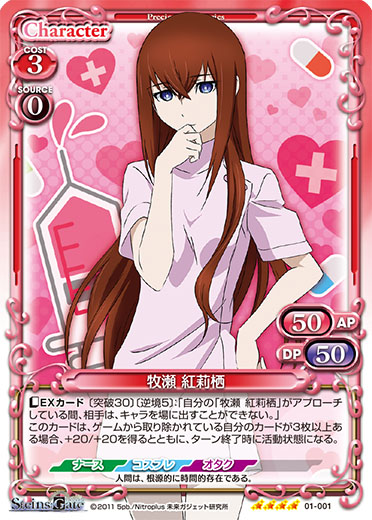 Character
COST
3
SOURCE
0
50 AP
DP 50
牧瀬 紅莉栖
EXカード〔突破30〕〔逆境5〕:「自分の「牧瀬 紅莉栖」がアプローチ
している間、相手は、キャラを場に出すことができない。」
このカードは、ゲームから取り除かれている自分のカードが3枚以上あ
る場合、+20/+20を得るとともに、ターン終了時に活動状態になる。
ナース コスプレ オタク
人間は、根源的に時間的存在である。
Steins;Gate
©2011 5pb./Nitroplus 未来ガジェット研究所
01-001